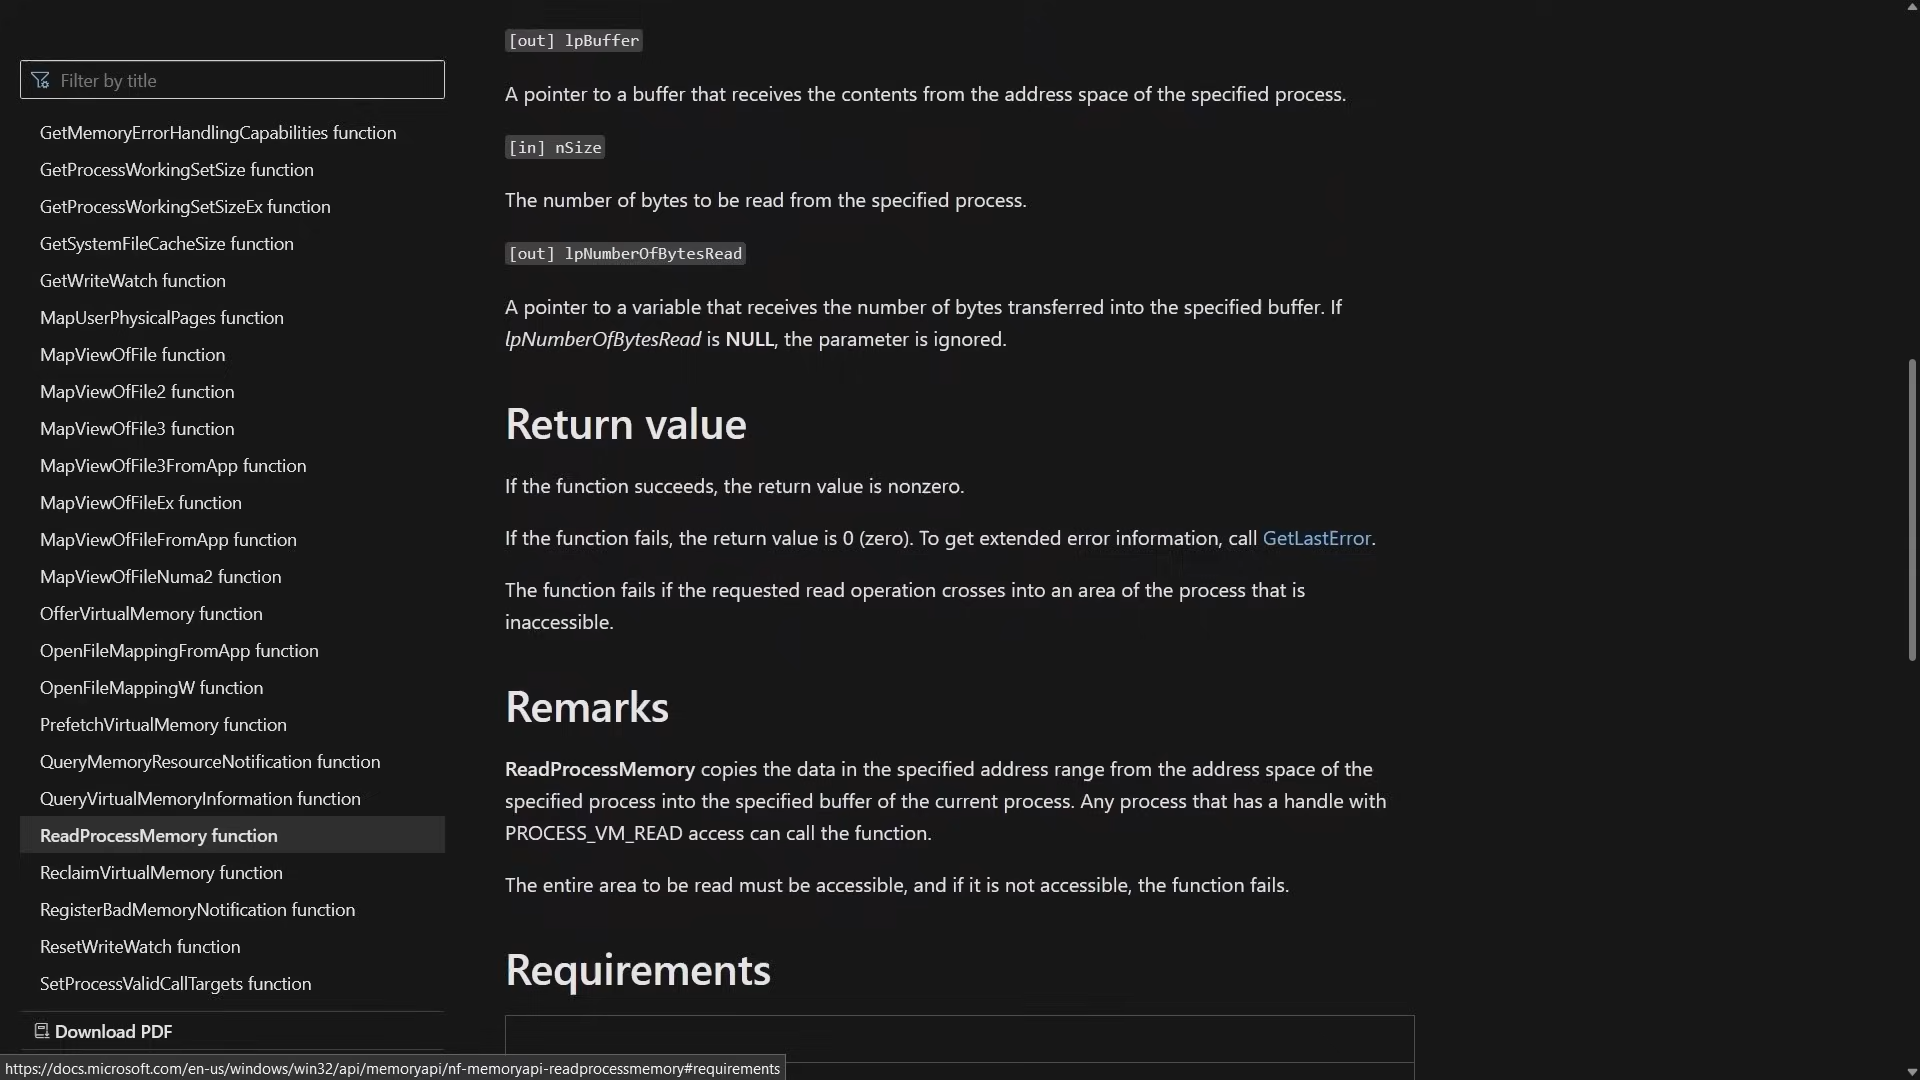 Filter by title
GetMemoryErrorHandlingCapabilities function
GetProcessWorkingSetSize function
GetProcessWorkingSetSizeEx function
GetSystemFileCacheSize function
GetWriteWatch function
MapUserPhysicalPages function
MapViewOfFile function
MapViewOfFile2 function
MapViewOfFile3 function
MapViewOfFile3FromApp function
MapViewOfFileEx function
MapViewOfFileFromApp function
MapViewOfFileNuma2 function
OfferVirtualMemory function
OpenFileMappingFromApp function
OpenFileMappingW function
PrefetchVirtualMemory function
QueryMemoryResourceNotification function
QueryVirtualMemoryInformation function
ReadProcessMemory function
ReclaimVirtualMemory function
RegisterBadMemoryNotification function
ResetWriteWatch function
SetProcessValidCallTargets function
Download PDF
[out] lpBuffer
A pointer to a buffer that receives the contents from the address space of the specified process.
[in] nSize
The number of bytes to be read from the specified process.
[out] lpNumberOfBytesRead
A pointer to a variable that receives the number of bytes transferred into the specified buffer. If
lpNumberOfBytesRead is NULL, the parameter is ignored.
Return value
If the function succeeds, the return value is nonzero.
If the function fails, the return value is 0 (zero). To get extended error information, call GetLastError.
The function fails if the requested read operation crosses into an area of the process that is
inaccessible.
Remarks
ReadProcessMemory copies the data in the specified address range from the address space of the
specified process into the specified buffer of the current process. Any process that has a handle with
PROCESS_VM_READ access can call the function.
The entire area to be read must be accessible, and if it is not accessible, the function fails.
Requirements
https://docs.microsoft.com/en-us/windows/win32/api/memoryapi/nf-memoryapi-readprocessmemory#requirements